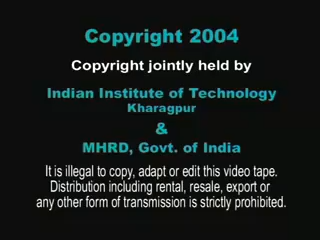 Copyright 2004
Copyright jointly held by
Indian Institute of Technology
Kharagpur
&
MHRD, Govt. of India
It is illegal to copy, adapt or edit this video tape.
Distribution including rental, resale, export or
any other form of transmission is strictly prohibited.